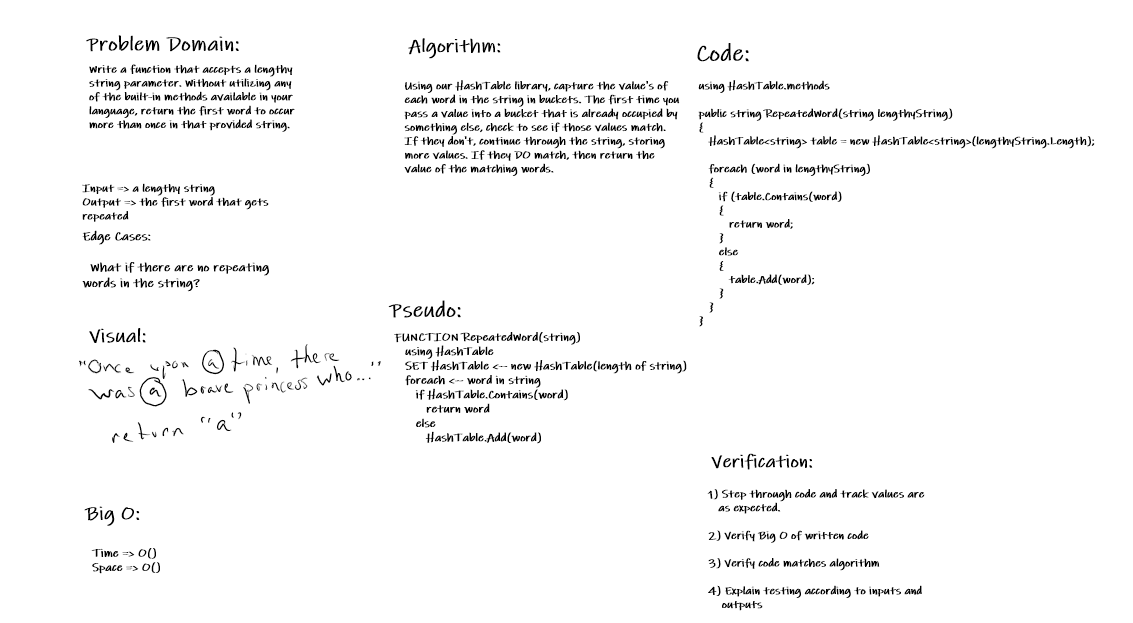 Problem Domain:
Write a function that accepts a lengthy
string parameter. Without utilizing any
of the built-in methods available in your
language, return the first word to occur
more than once in that provided string.
Input => a lengthy string
Output => the first word that gets
repeated
Edge Cases:
What if there are no repeating
words in the string?
Visual:
"Once upon a time, there
was a brave princess who..."
return "a"
Big O:
Time => O()
Space => O()
Algorithm:
Using our HashTable library, capture the value's of
each word in the string in buckets. The first time you
pass a value into a bucket that is already occupied by
something else, check to see if those values match.
If they don't, continue through the string, storing
more values. If they DO match, then return the
value of the matching words.
Pseudo:
FUNCTION RepeatedWord(string)
using HashTable
SET HashTable <-- new HashTable(length of string)
foreach <-- word in string
if HashTable.Contains(word)
return word
else
HashTable.Add(word)
Code:
using HashTable.methods
public string RepeatedWord(string lengthyString)
{
HashTable<string> table = new HashTable<string>(lengthyString.Length);
foreach (word in lengthyString)
{
if (table.Contains(word)
{
return word;
}
else
{
table.Add(word);
}
}
}
Verification:
1) Step through code and track values are
as expected.
2) Verify Big O of written code
3) Verify code matches algorithm
4) Explain testing according to inputs and
outputs